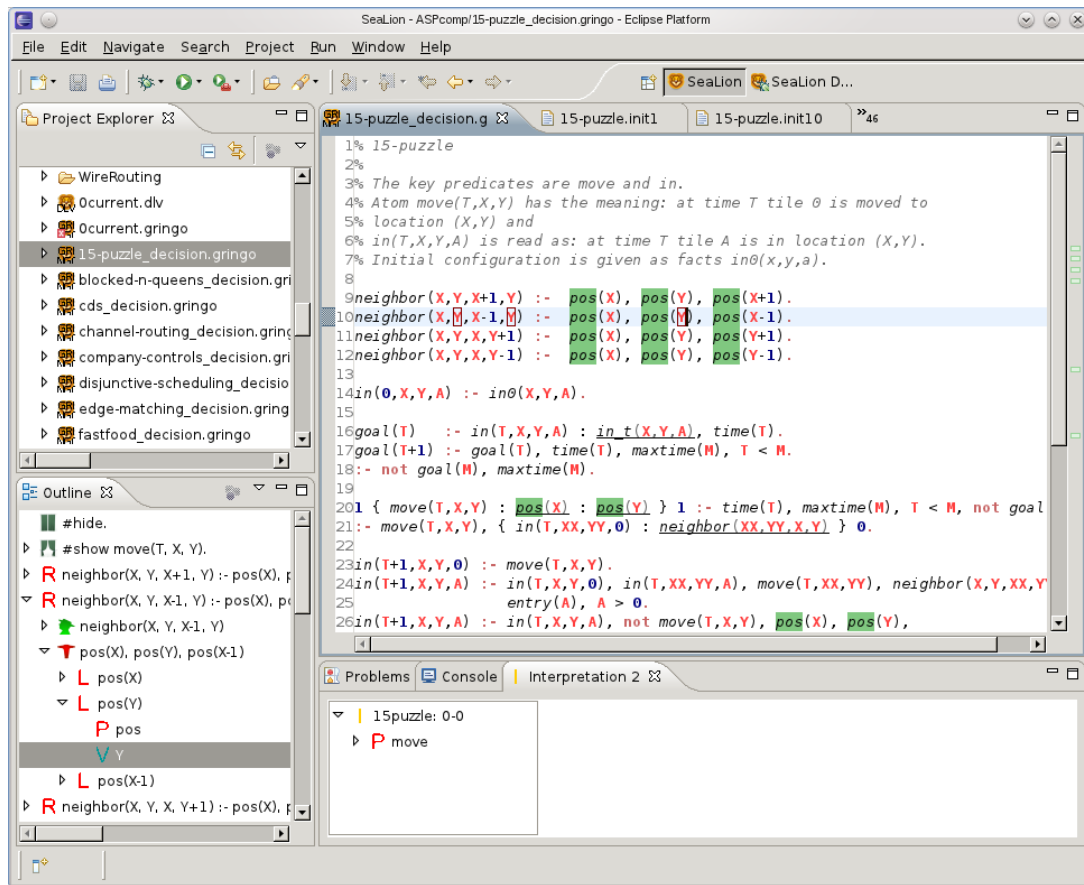 SeaLion - ASPcomp/15-puzzle_decision.gringo - Eclipse Platform
File Edit Navigate Search Project Run Window Help
SeaLion SeaLion D...
Project Explorer
WireRouting
0current.dlv
0current.gringo
15-puzzle_decision.gringo
blocked-n-queens_decision.gri
cds_decision.gringo
channel-routing_decision.gring
company-controls_decision.gri
disjunctive-scheduling_decisio
edge-matching_decision.gring
fastfood_decision.gringo
Outline
#hide.
#show move(T, X, Y).
R neighbor(X, Y, X+1, Y) :- pos(X), p
R neighbor(X, Y, X-1, Y) :- pos(X), po
neighbor(X, Y, X-1, Y)
pos(X), pos(Y), pos(X-1)
L pos(X)
L pos(Y)
P pos
V Y
L pos(X-1)
R neighbor(X, Y, X, Y+1) :- pos(X), p
15-puzzle_decision.g 15-puzzle.init1 15-puzzle.init10 »46
1% 15-puzzle
2%
3% The key predicates are move and in.
4% Atom move(T,X,Y) has the meaning: at time T tile 0 is moved to
5% location (X,Y) and
6% in(T,X,Y,A) is read as: at time T tile A is in location (X,Y).
7% Initial configuration is given as facts in0(x,y,a).
8
9neighbor(X,Y,X+1,Y) :- pos(X), pos(Y), pos(X+1).
10neighbor(X,Y,X-1,Y) :- pos(X), pos(Y), pos(X-1).
11neighbor(X,Y,X,Y+1) :- pos(X), pos(Y), pos(Y+1).
12neighbor(X,Y,X,Y-1) :- pos(X), pos(Y), pos(Y-1).
13
14in(0,X,Y,A) :- in0(X,Y,A).
15
16goal(T) :- in(T,X,Y,A) : in_t(X,Y,A), time(T).
17goal(T+1) :- goal(T), time(T), maxtime(M), T < M.
18:- not goal(M), maxtime(M).
19
201 { move(T,X,Y) : pos(X) : pos(Y) } 1 :- time(T), maxtime(M), T < M, not goal
21:- move(T,X,Y), { in(T,XX,YY,0) : neighbor(XX,YY,X,Y) } 0.
22
23in(T+1,X,Y,0) :- move(T,X,Y).
24in(T+1,X,Y,A) :- in(T,X,Y,0), in(T,XX,YY,A), move(T,XX,YY), neighbor(X,Y,XX,Y
25 entry(A), A > 0.
26in(T+1,X,Y,A) :- in(T,X,Y,A), not move(T,X,Y), pos(X), pos(Y),
Problems Console Interpretation 2
15puzzle: 0-0
P move